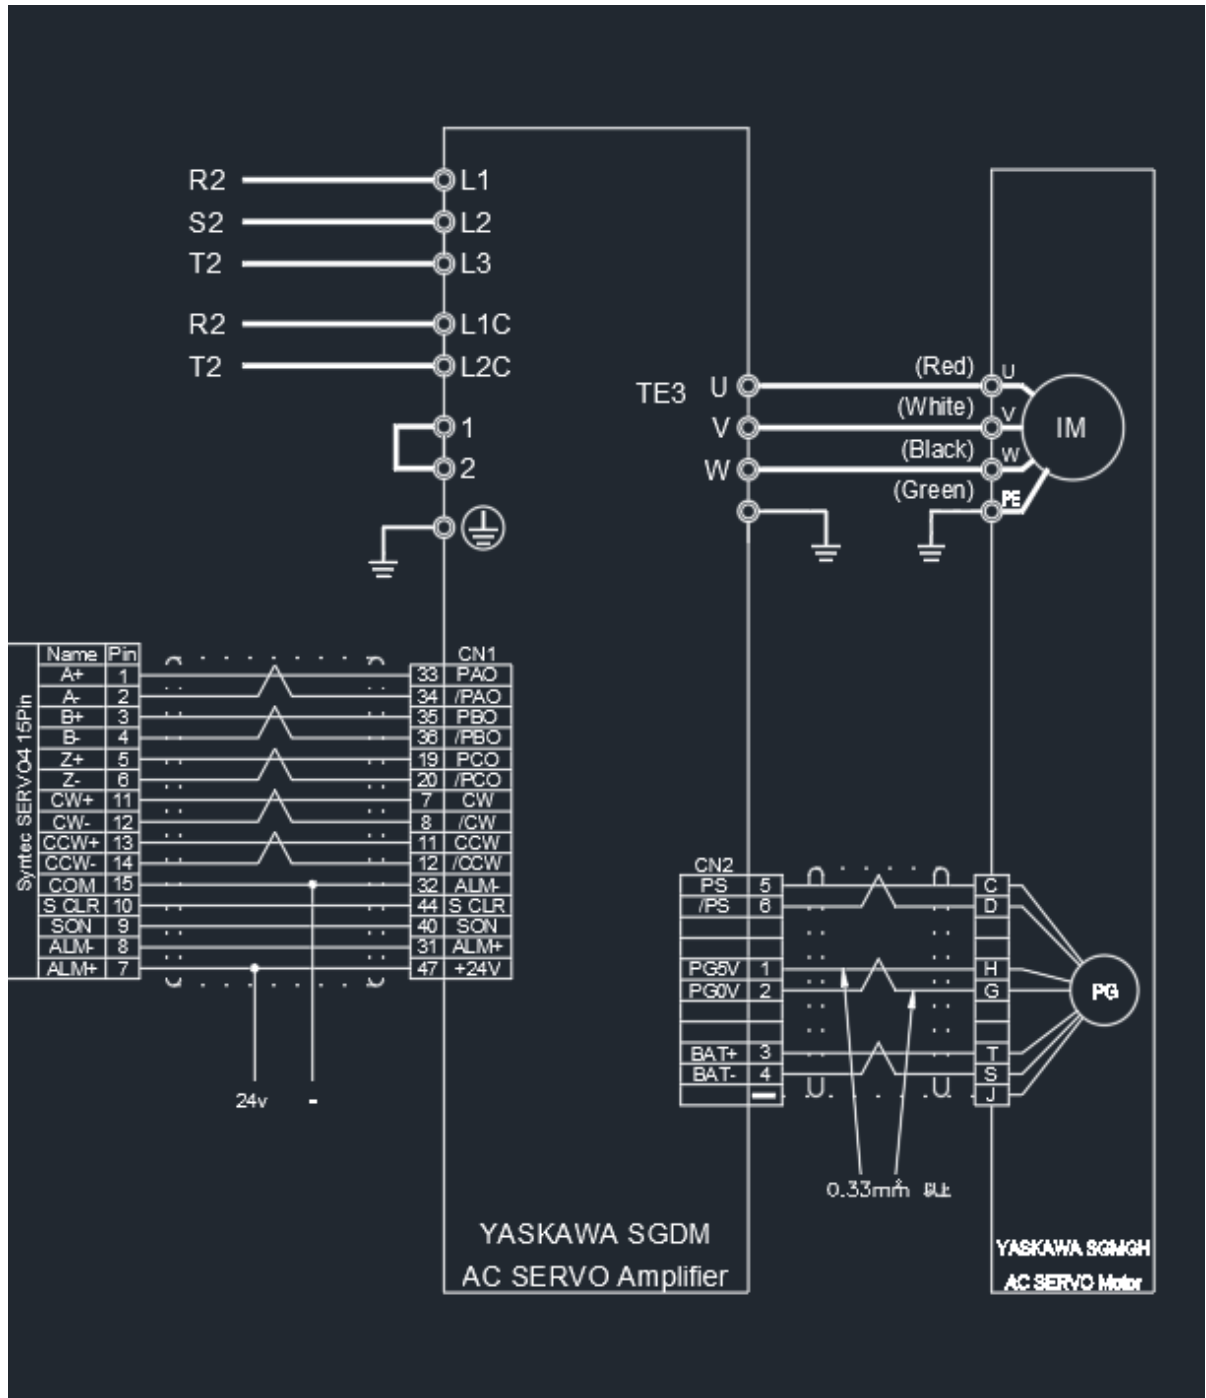 R2 L1
S2 L2
T2 L3
R2 L1C
T2 L2C
1
2
TE3 U (Red) U
V (White) V
W (Black) W
(Green) PE
IM
Syntec SERVO4 15Pin
Name Pin CN1
A+ 1 33 PAO
A- 2 34 /PAO
B+ 3 35 PBO
B- 4 36 /PBO
Z+ 5 19 PCO
Z- 6 20 /PCO
CW+ 11 7 CW
CW- 12 8 /CW
CCW+ 13 11 CCW
CCW- 14 12 /CCW
COM 15 32 ALM-
S CLR 10 44 S CLR
SON 9 40 SON
ALM- 8 31 ALM+
ALM+ 7 47 +24V
24v -
CN2
PS 5 C
/PS 6 D
PG5V 1 H
PG0V 2 G
PG
BAT+ 3 T
BAT- 4 S
J
0.33mm² 以上
YASKAWA SGDM
AC SERVO Amplifier
YASKAWA SGMGH
AC SERVO Motor